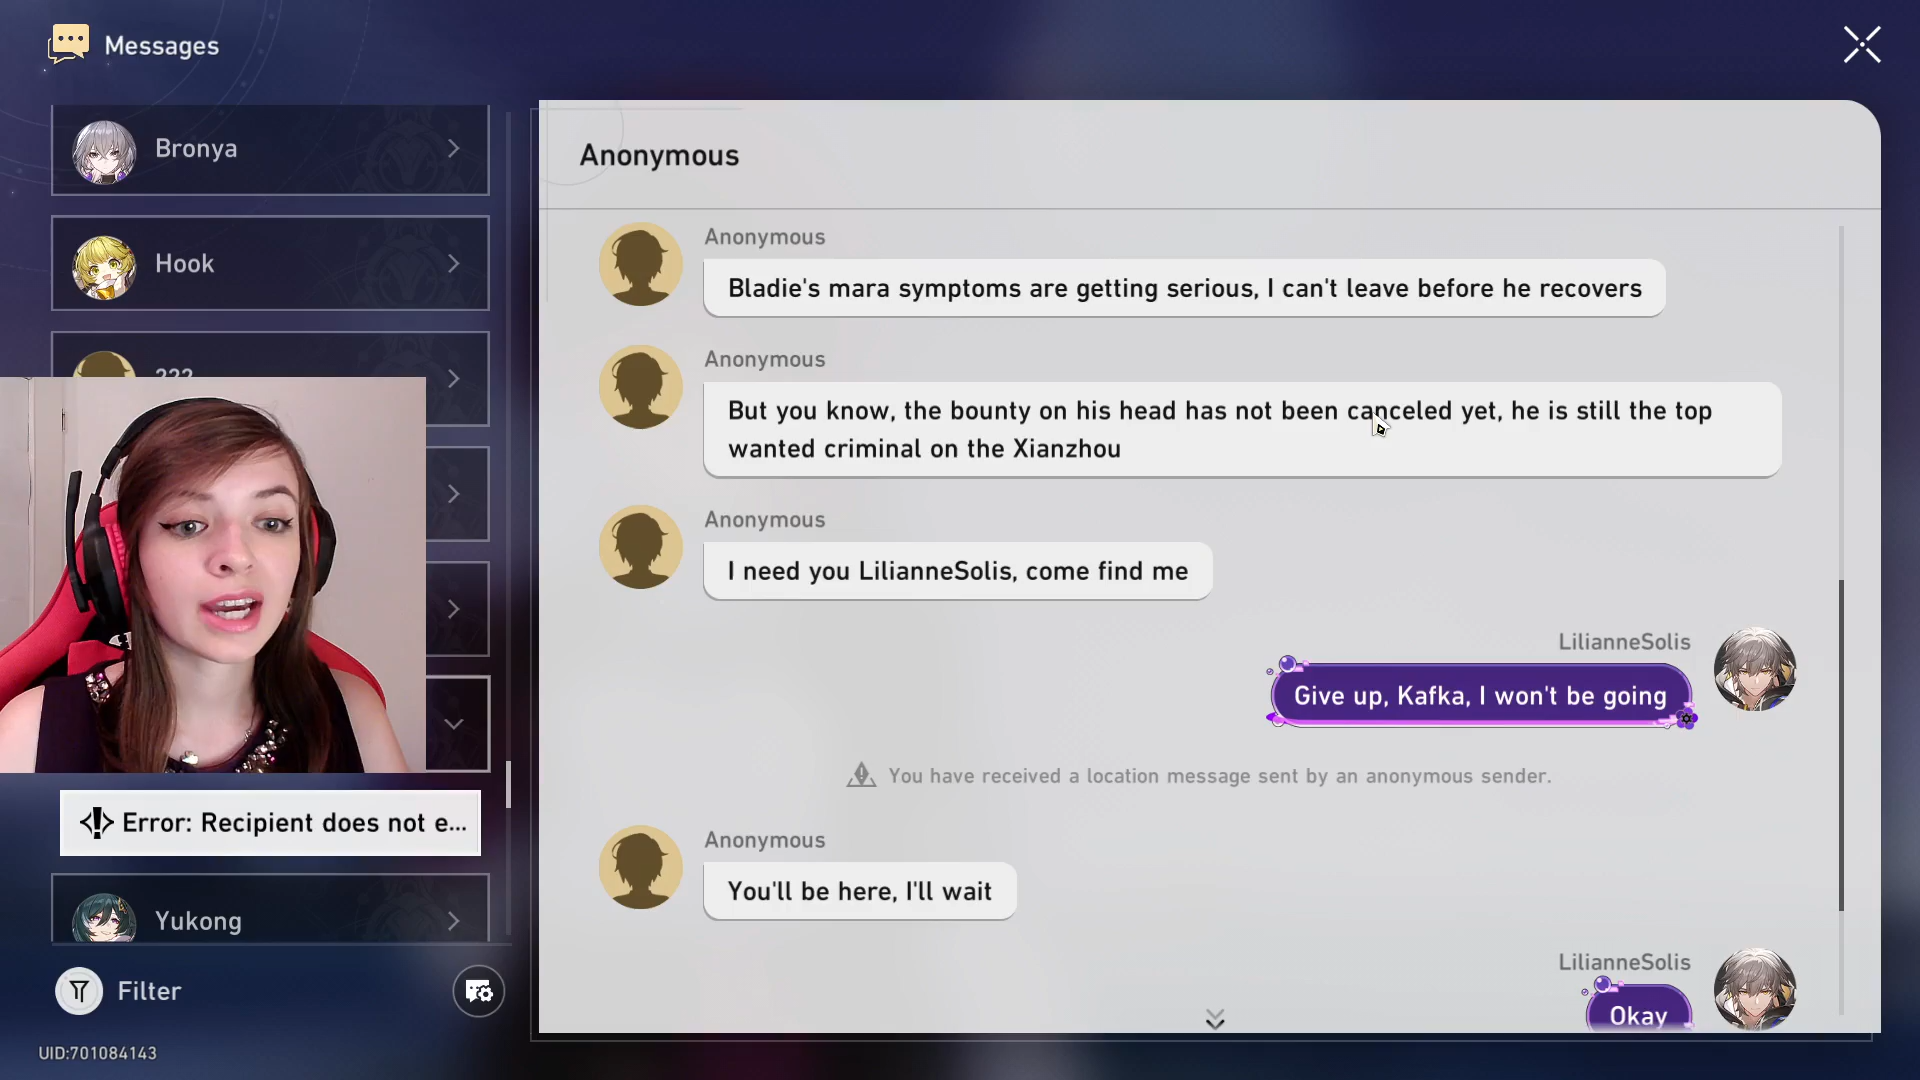 Messages
Bronya
Hook
???
Error: Recipient does not e...
Yukong
Filter
UID:701084143
Anonymous
Anonymous
Bladie's mara symptoms are getting serious, I can't leave before he recovers
Anonymous
But you know, the bounty on his head has not been canceled yet, he is still the top
wanted criminal on the Xianzhou
Anonymous
I need you LilianneSolis, come find me
LilianneSolis
Give up, Kafka, I won't be going
You have received a location message sent by an anonymous sender.
Anonymous
You'll be here, I'll wait
LilianneSolis
Okay